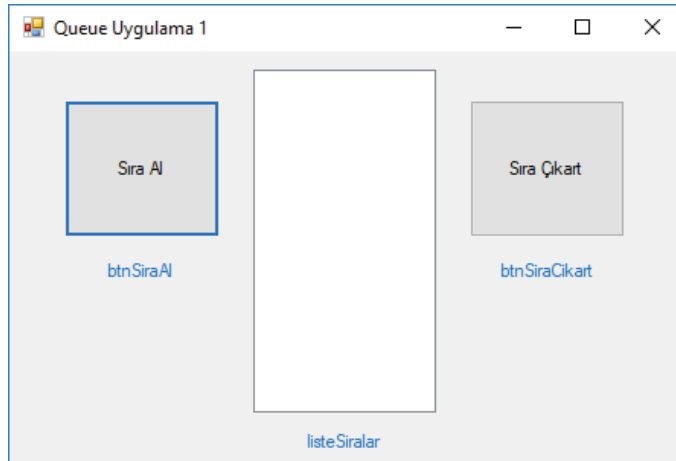 Queue Uygulama 1
Sıra Al
Sıra Çıkart
btnSiraAl
btnSiraCikart
listeSiralar